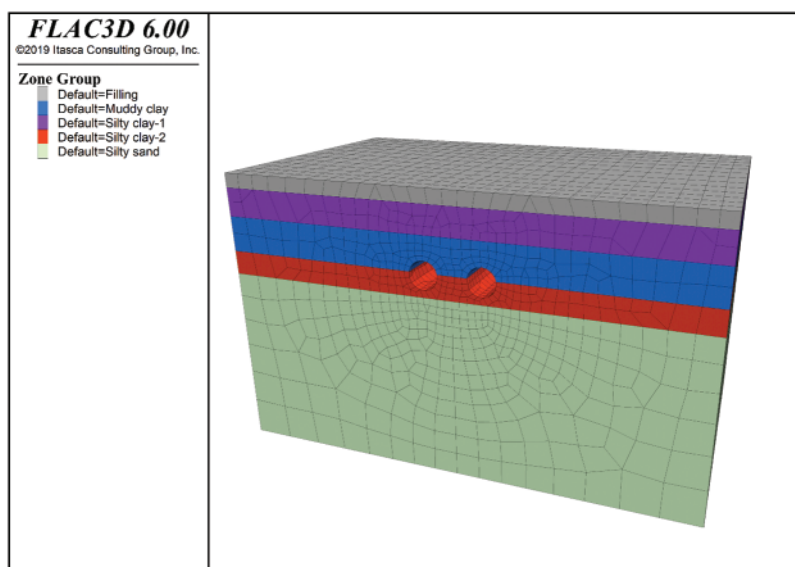 FLAC3D 6.00
©2019 Itasca Consulting Group, Inc.
Zone Group
Default=Filling
Default=Muddy clay
Default=Silty clay-1
Default=Silty clay-2
Default=Silty sand